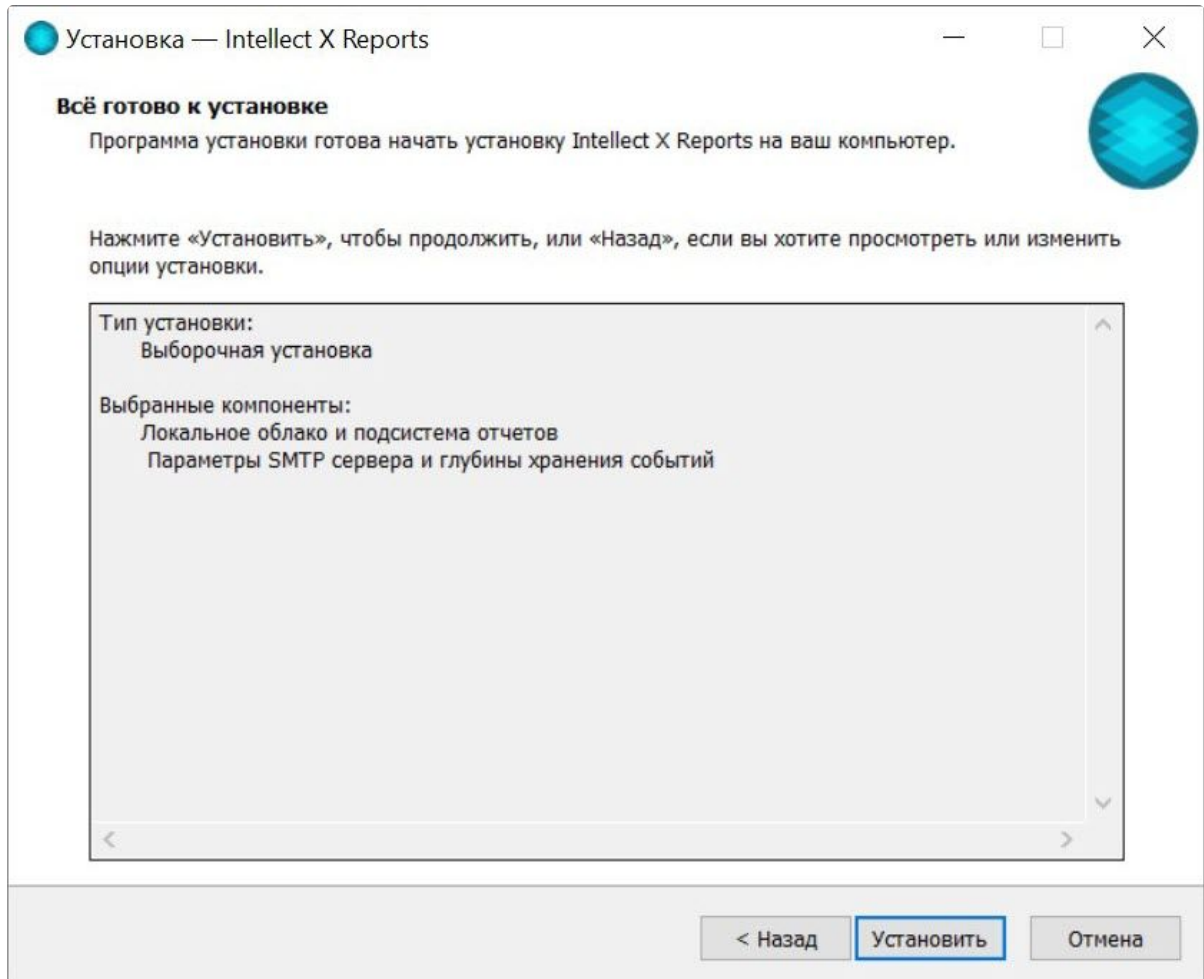 Установка — Intellect X Reports
Всё готово к установке
Программа установки готова начать установку Intellect X Reports на ваш компьютер.
Нажмите «Установить», чтобы продолжить, или «Назад», если вы хотите просмотреть или изменить
опции установки.
Тип установки:
Выборочная установка
Выбранные компоненты:
Локальное облако и подсистема отчетов
Параметры SMTP сервера и глубины хранения событий
< Назад
Установить
Отмена